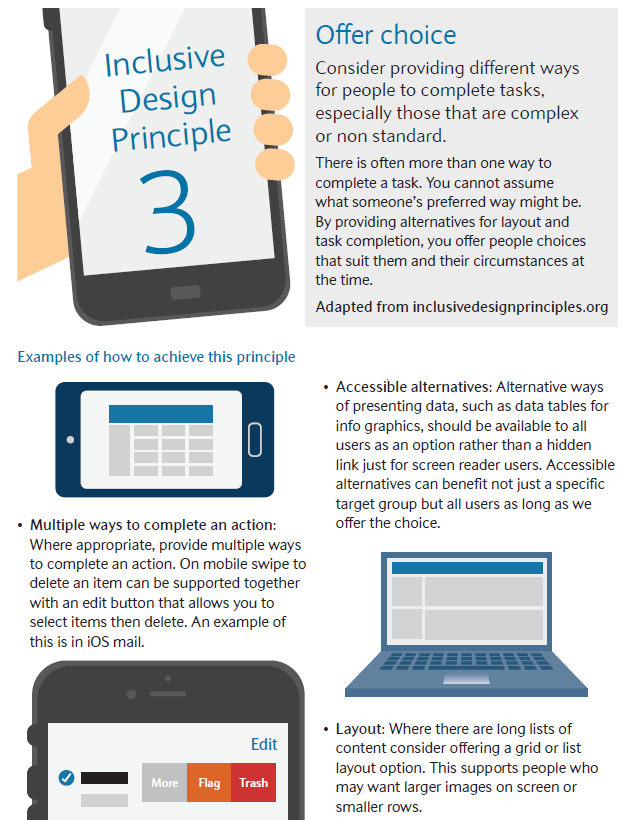 Inclusive
Design
Principle
3
Offer choice
Consider providing different ways
for people to complete tasks,
especially those that are complex
or non standard.
There is often more than one way to
complete a task. You cannot assume
what someone's preferred way might be.
By providing alternatives for layout and
task completion, you offer people choices
that suit them and their circumstances at
the time.
Adapted from inclusivedesignprinciples.org
Examples of how to achieve this principle
• Multiple ways to complete an action:
Where appropriate, provide multiple ways
to complete an action. On mobile swipe to
delete an item can be supported together
with an edit button that allows you to
select items then delete. An example of
this is in iOS mail.
Edit
More Flag Trash
• Accessible alternatives: Alternative ways
of presenting data, such as data tables for
info graphics, should be available to all
users as an option rather than a hidden
link just for screen reader users. Accessible
alternatives can benefit not just a specific
target group but all users as long as we
offer the choice.
• Layout: Where there are long lists of
content consider offering a grid or list
layout option. This supports people who
may want larger images on screen or
smaller rows.